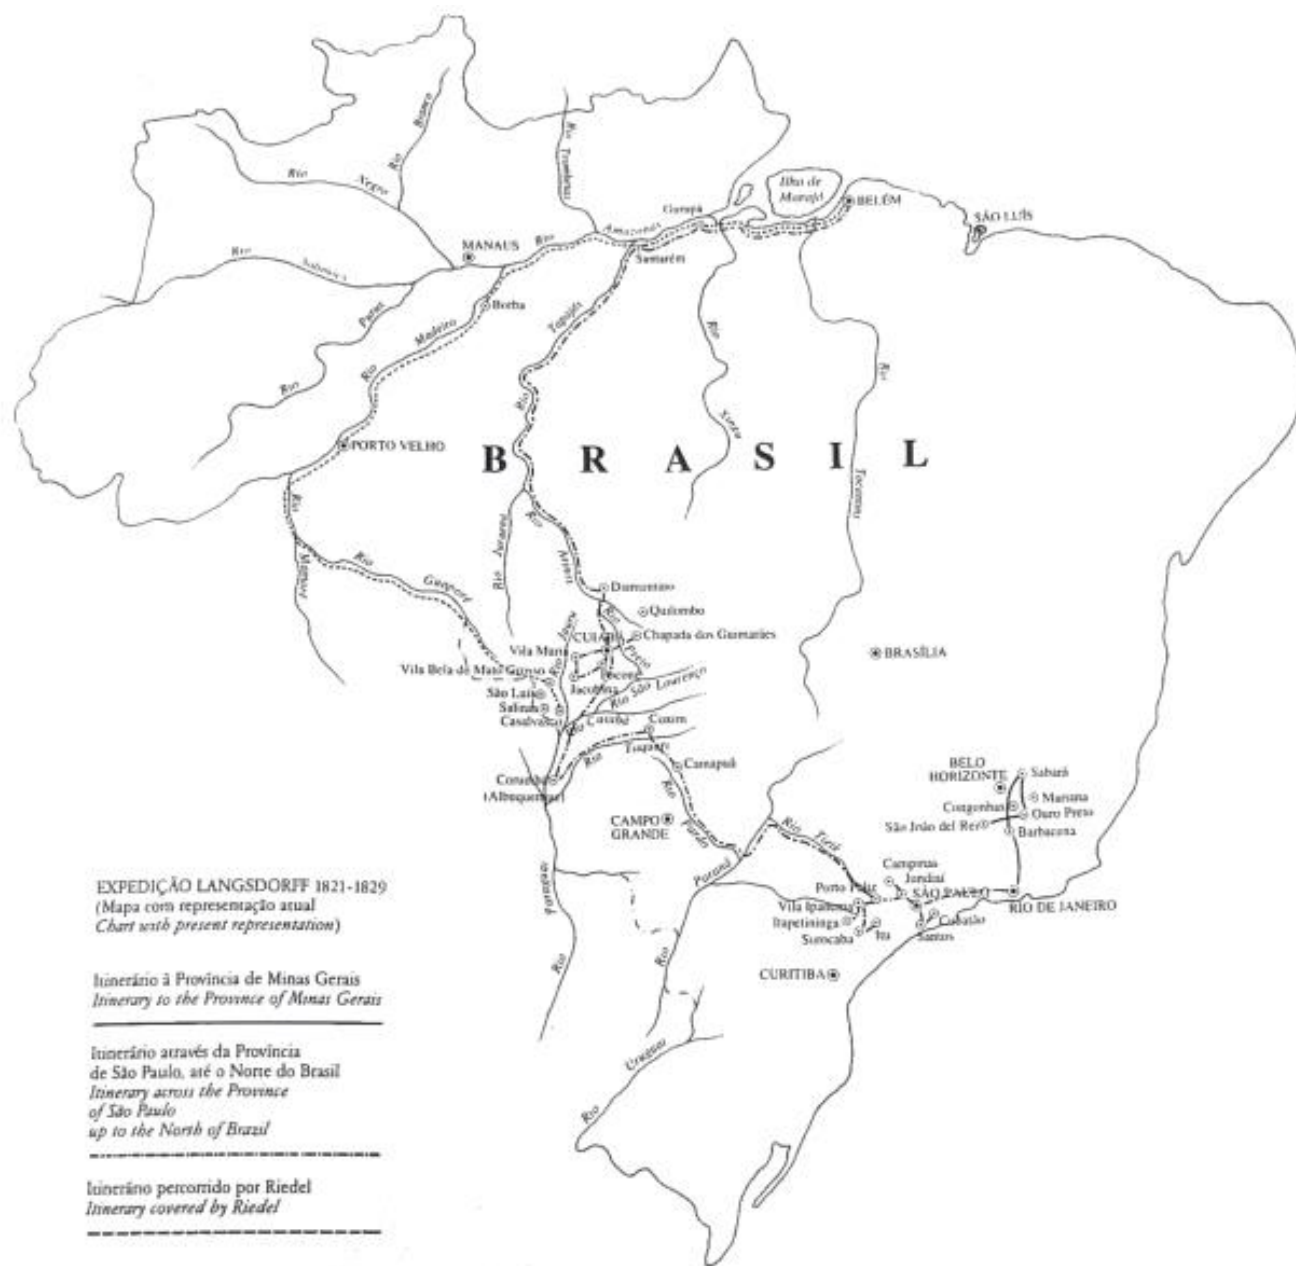 Rio
Branco
Rio
Negro
Rio Trombetas
Ilha de
Marajó
BELÉM
SÃO LUÍS
Gurupá
Rio
Amazonas
MANAUS
Santarém
Rio
Borba
Purus
Rio
Madeira
Rio
Tapajós
Rio
Rio
Xingu
Rio
Tocantins
PORTO VELHO
BRASIL
Rio
Mamoré
Rio
Guaporé
Rio Juruena
Rio
Arinos
Diamantino
Quilombo
Rio
Preto
CUIABÁ
Chapada dos Guimarães
Vila Maria
Rio
Vila Bela de Mato Grosso
Jacobina
São Luís
Rio São Lourenço
Salinas
Casalvasco
Rio Cuiabá
Coxim
Rio
Taquari
Camapuã
Corumbá
(Albuquerque)
BRASÍLIA
BELO
HORIZONTE
Sabará
Mariana
Congonhas
Ouro Preto
São João del Rei
Barbacena
CAMPO
GRANDE
Rio
Pardo
Rio Tietê
Paraná
Campinas
Jundiaí
Porto Feliz
SÃO PAULO
RIO DE JANEIRO
Vila Ipanema
Itapetininga
Cubatão
Sorocaba
Itu
Santos
CURITIBA
Paraguai
Rio
Rio
Uruguai
Rio
EXPEDIÇÃO LANGSDORFF 1821-1829
(Mapa com representação atual
Chart with present representation)
Itinerário à Província de Minas Gerais
Itinerary to the Province of Minas Gerais
Itinerário através da Província
de São Paulo, até o Norte do Brasil
Itinerary across the Province
of São Paulo
up to the North of Brazil
Itinerário percorrido por Riedel
Itinerary covered by Riedel